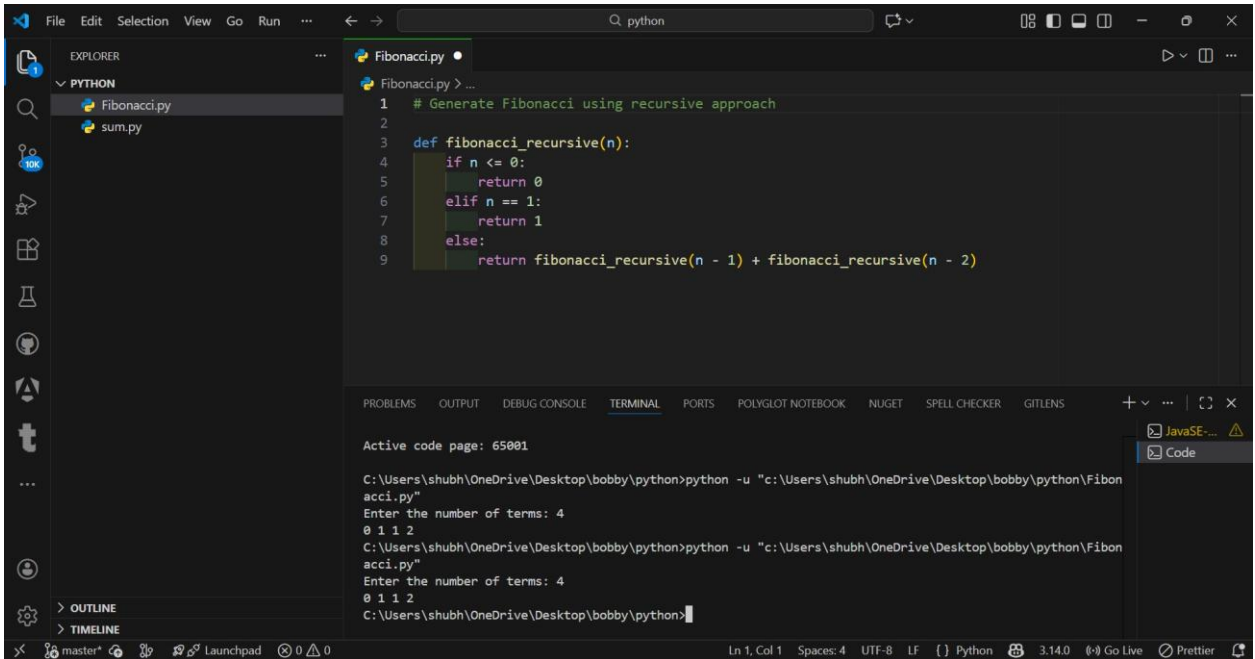 File Edit Selection View Go Run ··· ← → python
EXPLORER ···
PYTHON
Fibonacci.py
sum.py
1
10K
Fibonacci.py ●
Fibonacci.py > ...
1 # Generate Fibonacci using recursive approach
2
3 def fibonacci_recursive(n):
4     if n <= 0:
5         return 0
6     elif n == 1:
7         return 1
8     else:
9         return fibonacci_recursive(n - 1) + fibonacci_recursive(n - 2)
PROBLEMS OUTPUT DEBUG CONSOLE TERMINAL PORTS POLYGLOT NOTEBOOK NUGET SPELL CHECKER GITLENS
JavaSE-...
Code
Active code page: 65001
C:\Users\shubh\OneDrive\Desktop\bobby\python>python -u "c:\Users\shubh\OneDrive\Desktop\bobby\python\Fibon
acci.py"
Enter the number of terms: 4
0 1 1 2
C:\Users\shubh\OneDrive\Desktop\bobby\python>python -u "c:\Users\shubh\OneDrive\Desktop\bobby\python\Fibon
acci.py"
Enter the number of terms: 4
0 1 1 2
C:\Users\shubh\OneDrive\Desktop\bobby\python>
OUTLINE
TIMELINE
master* Launchpad 0 0 Ln 1, Col 1 Spaces: 4 UTF-8 LF { } Python 3.14.0 Go Live Prettier